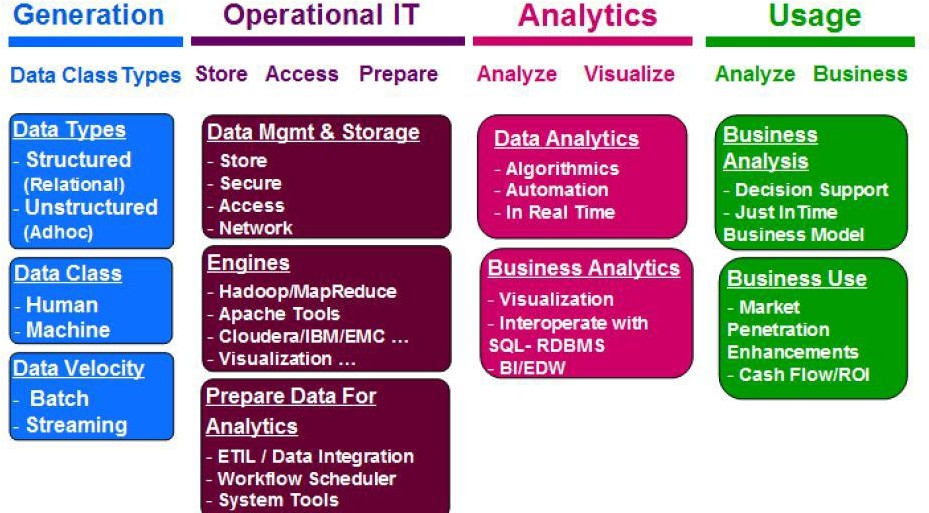 Generation
Data Class Types
Data Types
- Structured
(Relational)
- Unstructured
(Adhoc)
Data Class
- Human
- Machine
Data Velocity
- Batch
- Streaming
Operational IT
Store Access Prepare
Data Mgmt & Storage
- Store
- Secure
- Access
- Network
Engines
- Hadoop/MapReduce
- Apache Tools
- Cloudera/IBM/EMC ...
- Visualization ...
Prepare Data For
Analytics
- ETIL / Data Integration
- Workflow Scheduler
- System Tools
Analytics
Analyze Visualize
Data Analytics
- Algorithmics
- Automation
- In Real Time
Business Analytics
- Visualization
- Interoperate with
SQL- RDBMS
- BI/EDW
Usage
Analyze Business
Business
Analysis
- Decision Support
- Just InTime
Business Model
Business Use
- Market
Penetration
Enhancements
- Cash Flow/ROI